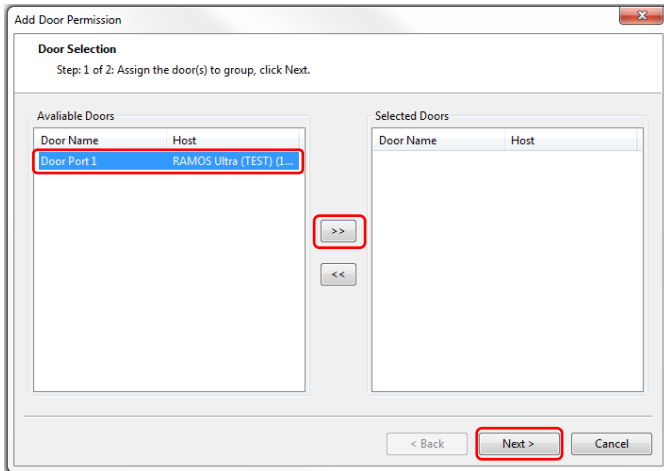 Add Door Permission
Door Selection
Step: 1 of 2: Assign the door(s) to group, click Next.
Avaliable Doors
Door Name Host
Door Port 1 RAMOS Ultra (TEST) (1...
>>
<<
Selected Doors
Door Name Host
< Back Next > Cancel